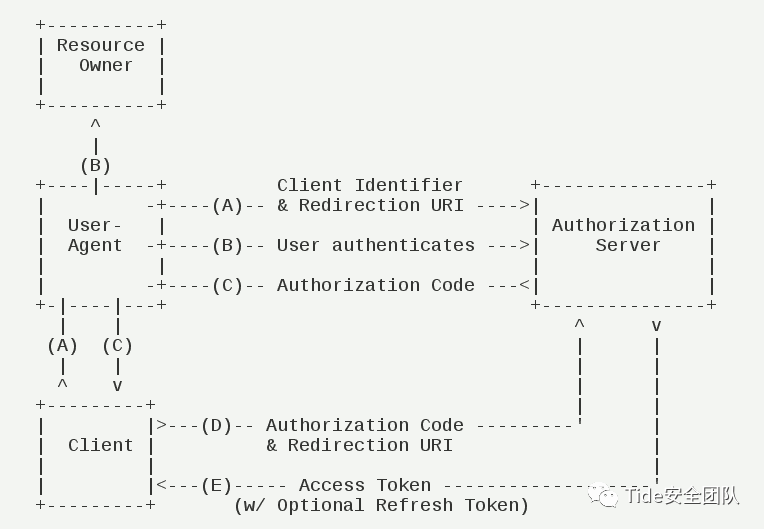 +----------+
| Resource |
|   Owner  |
|          |
+----------+
     ^
     |
    (B)
+----|-----+          Client Identifier      +---------------+
|         -+----(A)-- & Redirection URI ---->|               |
|  User-   |                                 | Authorization |
|  Agent  -+----(B)-- User authenticates --->|     Server    |
|          |                                 |               |
|         -+----(C)-- Authorization Code ---<|               |
+-|----|---+                                 +---------------+
  |    |                                         ^      v
 (A)  (C)                                        |      |
  |    |                                         |      |
  ^    v                                         |      |
+---------+                                      |      |
|         |>---(D)-- Authorization Code ---------'      |
|  Client |          & Redirection URI                  |
|         |                                             |
|         |<---(E)----- Access Token -------------------'
+---------+       (w/ Optional Refresh Token)
Tide安全团队